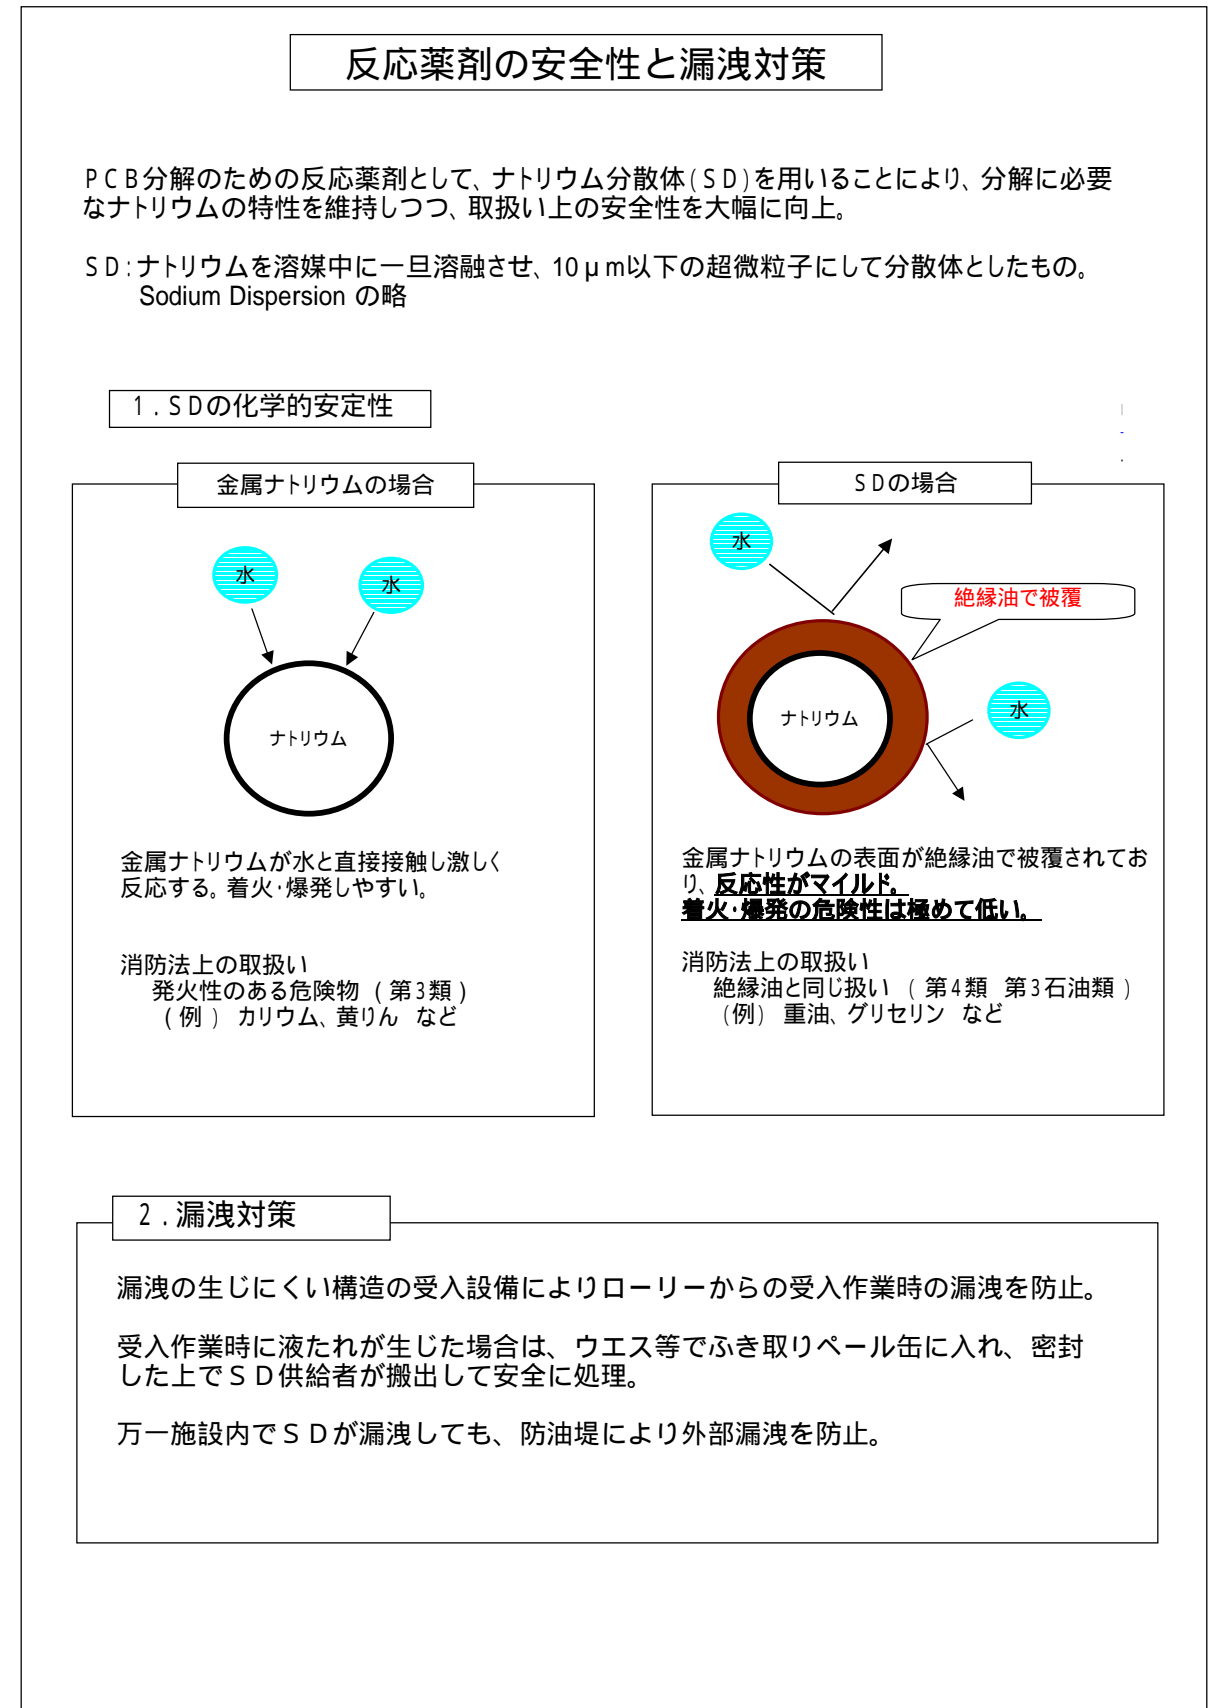 反応薬剤の安全性と漏洩対策
PCB分解のための反応薬剤として、ナトリウム分散体(SD)を用いることにより、分解に必要
なナトリウムの特性を維持しつつ、取扱い上の安全性を大幅に向上。
SD:ナトリウムを溶媒中に一旦溶融させ、10μm以下の超微粒子にして分散体としたもの。
Sodium Dispersion の略
1.SDの化学的安定性
金属ナトリウムの場合
水
水
ナトリウム
金属ナトリウムが水と直接接触し激しく
反応する。着火・爆発しやすい。
消防法上の取扱い
発火性のある危険物 (第3類)
(例) カリウム、黄りん など
SDの場合
水
絶縁油で被覆
水
ナトリウム
金属ナトリウムの表面が絶縁油で被覆されてお
り、反応性がマイルド。
着火・爆発の危険性は極めて低い。
消防法上の取扱い
絶縁油と同じ扱い (第4類 第3石油類)
(例) 重油、グリセリン など
2.漏洩対策
漏洩の生じにくい構造の受入設備によりローリーからの受入作業時の漏洩を防止。
受入作業時に液たれが生じた場合は、ウエス等でふき取りペール缶に入れ、密封
した上でSD供給者が搬出して安全に処理。
万一施設内でSDが漏洩しても、防油堤により外部漏洩を防止。